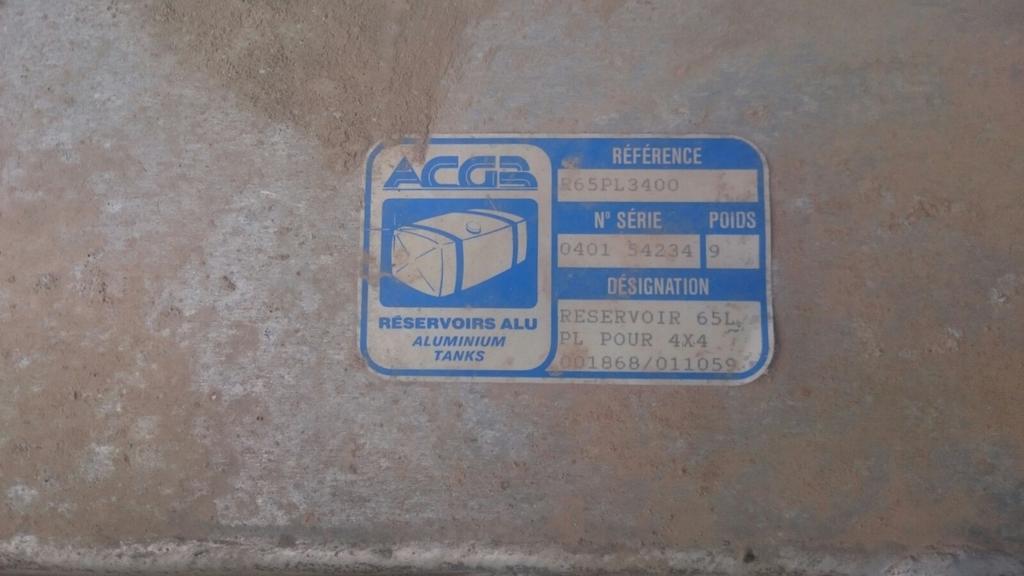 ACGB
RÉSERVOIRS ALU
ALUMINIUM
TANKS
RÉFÉRENCE
R65PL3400
N° SÉRIE POIDS
0401 54234 9
DÉSIGNATION
RESERVOIR 65L
PL POUR 4X4
001868/011059